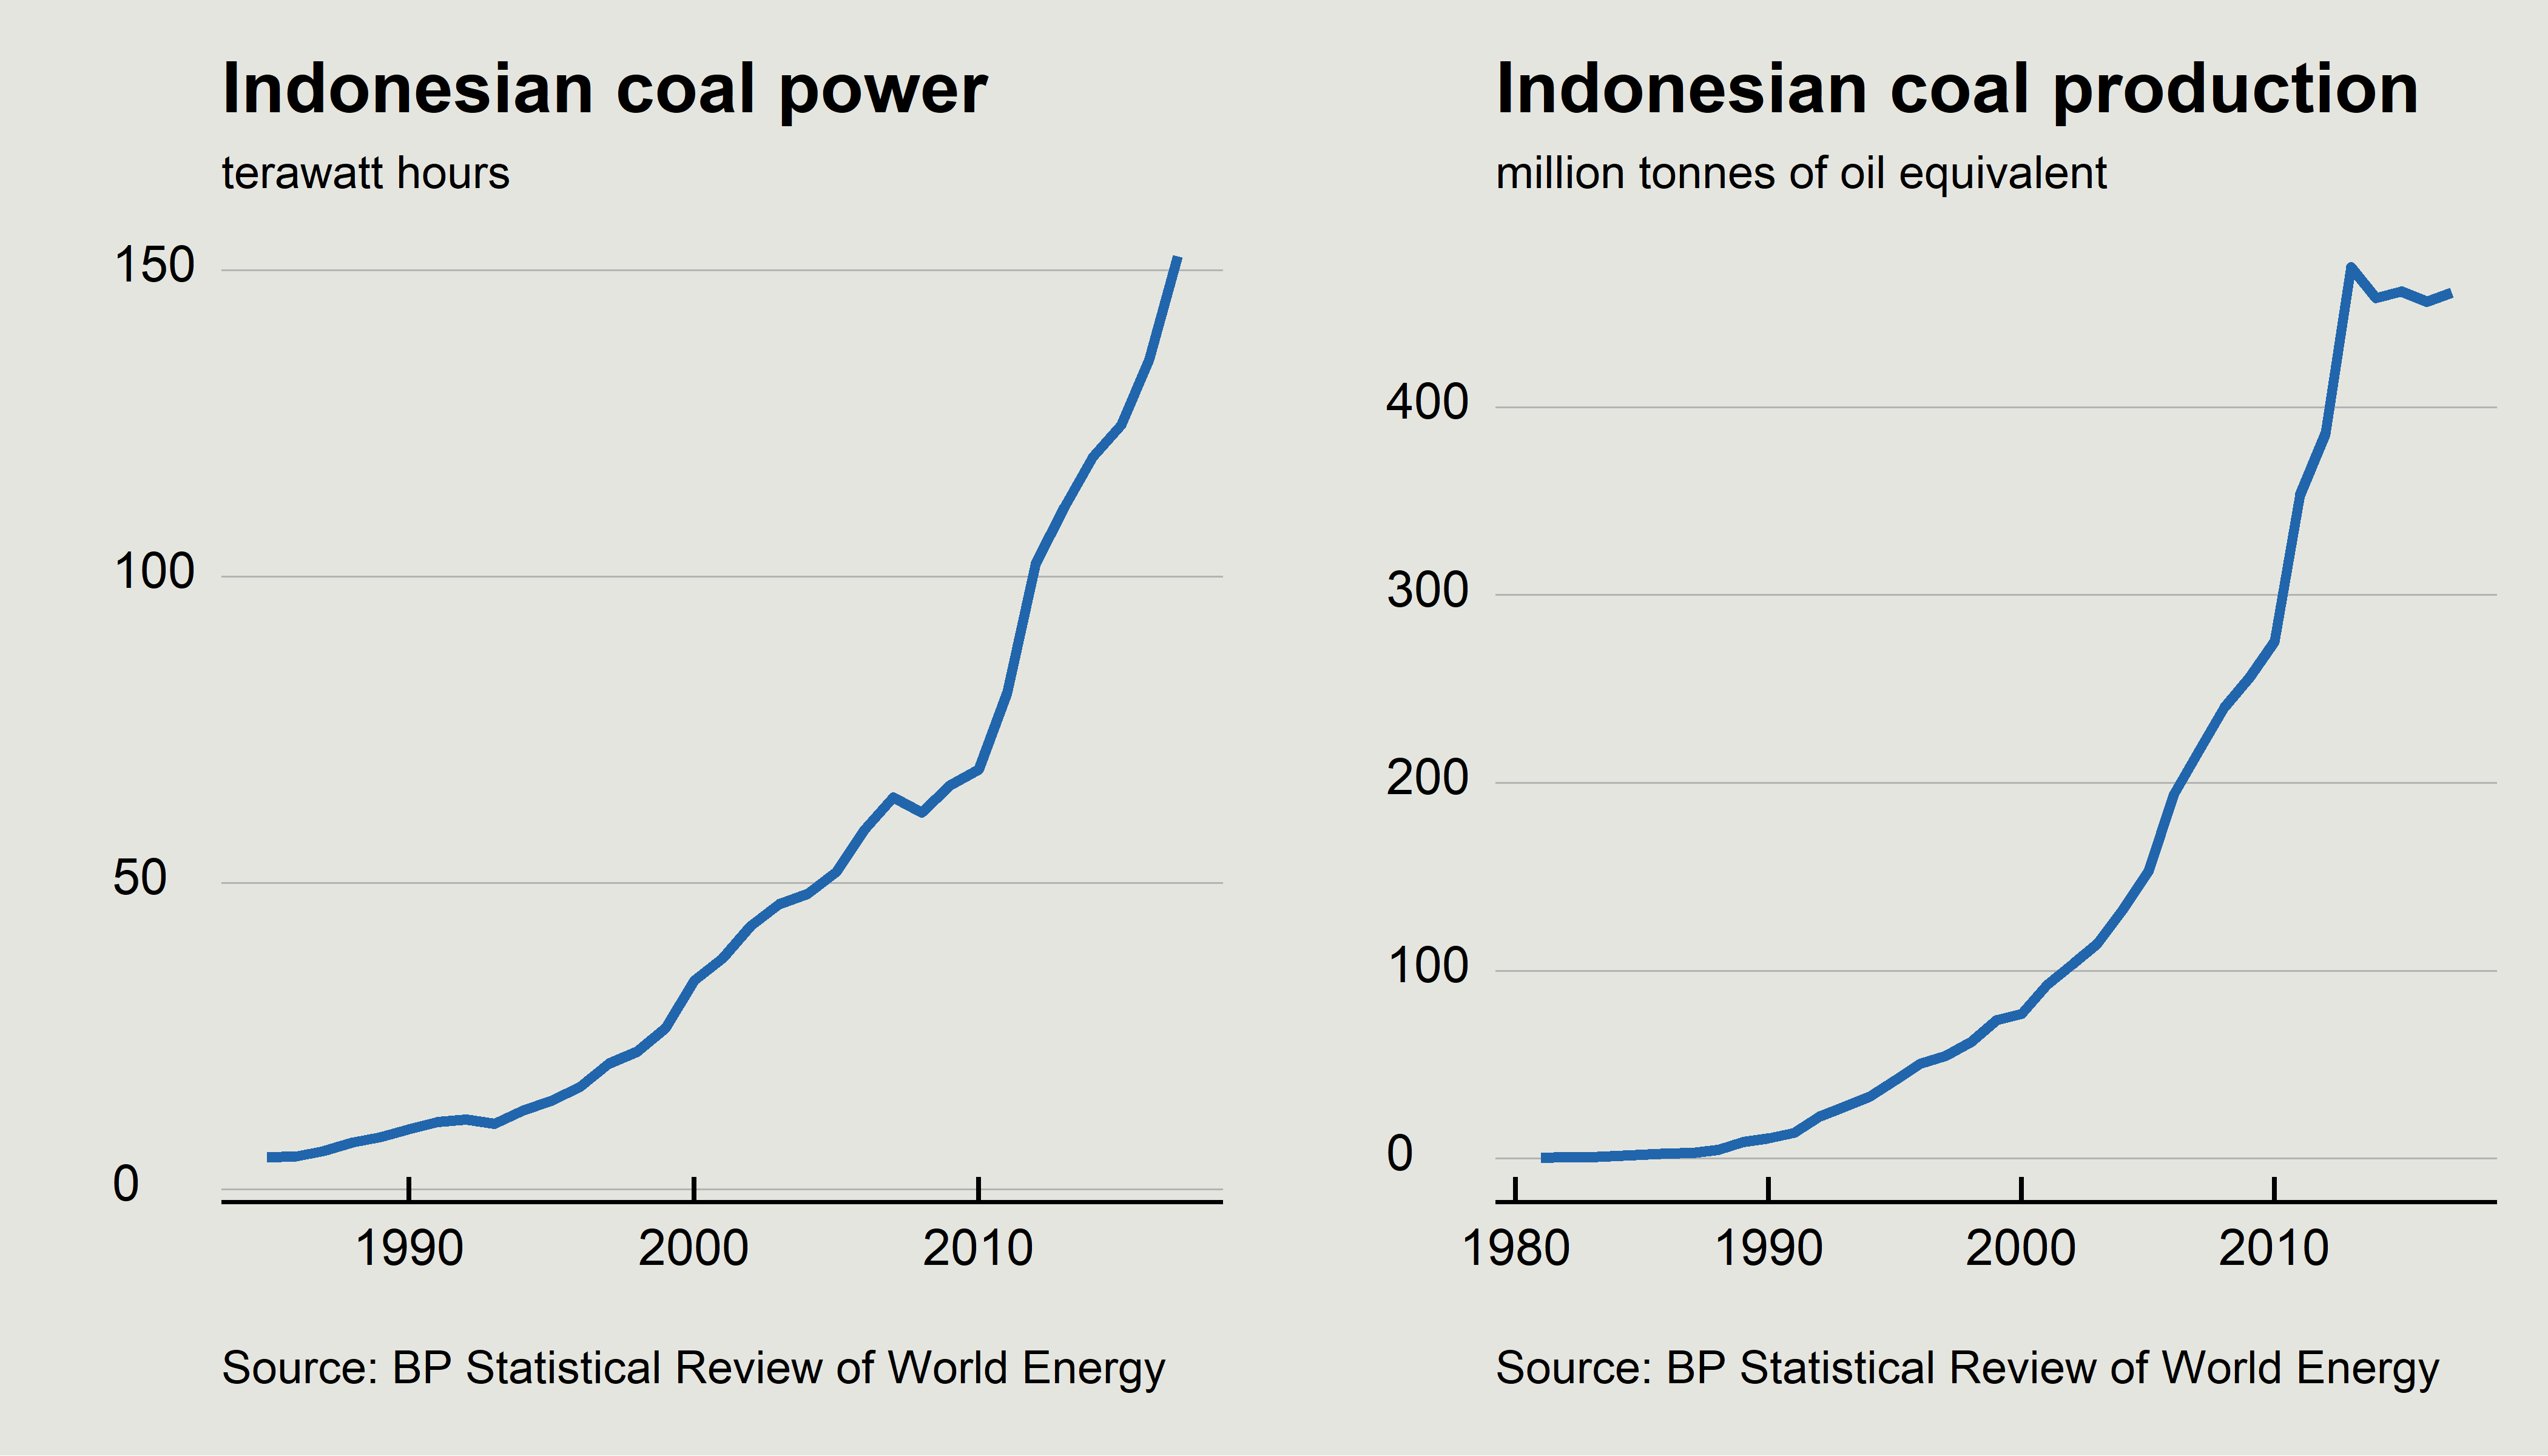 Indonesian coal power
terawatt hours
150
100
50
0
1990 2000 2010
Source: BP Statistical Review of World Energy
Indonesian coal production
million tonnes of oil equivalent
400
300
200
100
0
1980 1990 2000 2010
Source: BP Statistical Review of World Energy